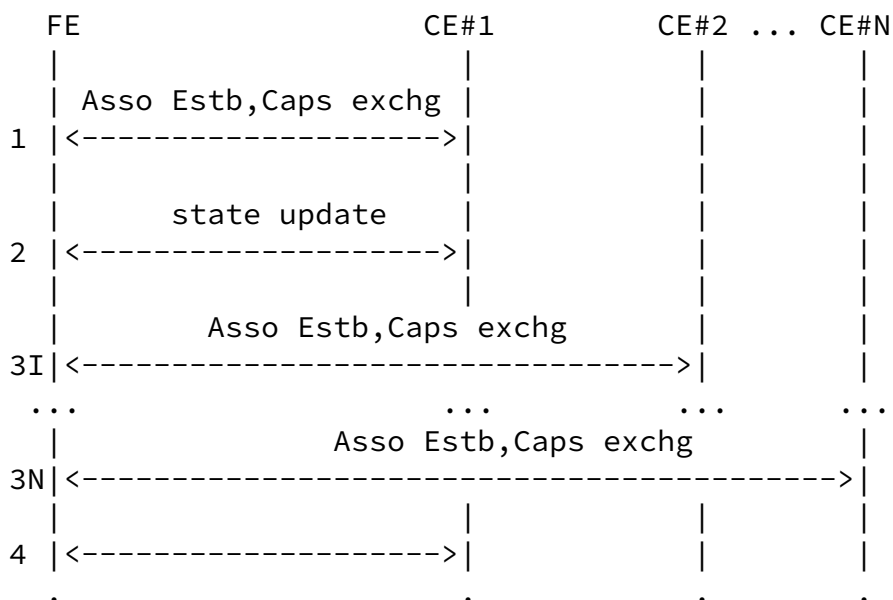 FE CE#1 CE#2 ... CE#N
Asso Estb,Caps exchg
1
state update
2
Asso Estb,Caps exchg
3I
... ... ... ...
Asso Estb,Caps exchg
3N
4
. . . .